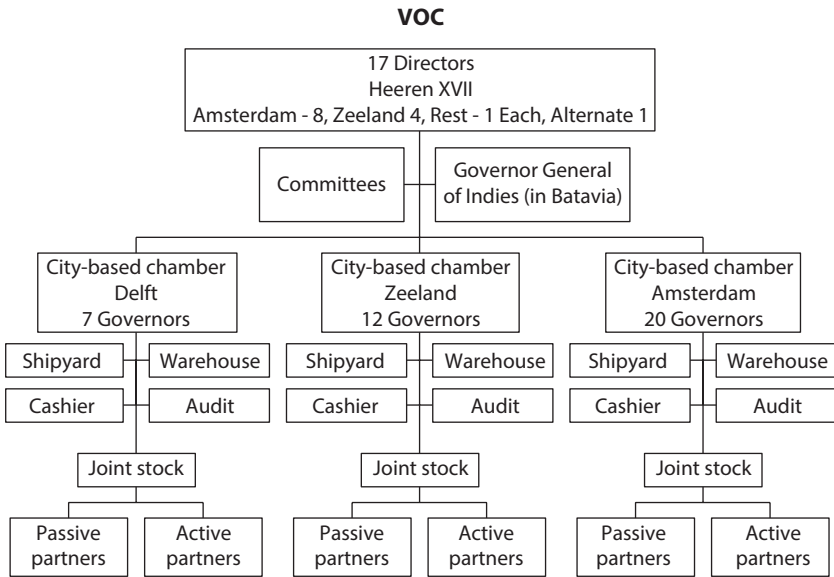 VOC
17 Directors
Heeren XVII
Amsterdam - 8, Zeeland 4, Rest - 1 Each, Alternate 1
Committees
Governor General
of Indies (in Batavia)
City-based chamber
Delft
7 Governors
City-based chamber
Zeeland
12 Governors
City-based chamber
Amsterdam
20 Governors
Shipyard
Warehouse
Shipyard
Warehouse
Shipyard
Warehouse
Cashier
Audit
Cashier
Audit
Cashier
Audit
Joint stock
Joint stock
Joint stock
Passive
partners
Active
partners
Passive
partners
Active
partners
Passive
partners
Active
partners